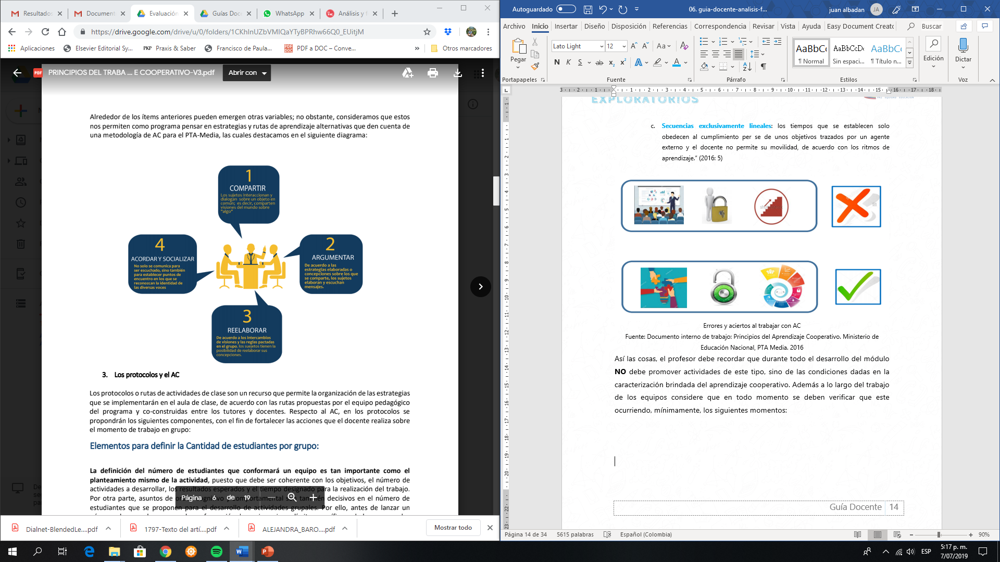 Resultados
Document
Evaluación
Guías Doc
WhatsApp
Análisis y f
https://drive.google.com/drive/u/0/folders/1CKhInUZbVMIQaYTyBPRhw66Q0_EUitjM
Aplicaciones
Elsevier Editorial Sy...
PKP Praxis & Saber
Francisco de Paula...
PDF a DOC – Conve...
»
Otros marcadores
PDF PRINCIPIOS DEL TRABA ... E COOPERATIVO-V3.pdf
Abrir con
Alrededor de los ítems anteriores pueden emergen otras variables; no obstante, consideramos que estos
nos permiten como programa pensar en estrategias y rutas de aprendizaje alternativas que den cuenta de
una metodología de AC para el PTA-Media, las cuales destacamos en el siguiente diagrama:
1
COMPARTIR
Los sujetos interaccionan y
dialogan sobre un objeto en
común; es decir, comparten
visiones del mundo sobre
"algo"
4
ACORDAR Y SOCIALIZAR
No solo se comunica para
ser escuchado, sino también
para establecer puntos de
encuentro en los que se
reconozcan la identidad de
las diversas voces
2
ARGUMENTAR
De acuerdo a las
estrategias elaboradas o
concepciones sobre los que
se comparte, los sujetos
elaboran y escuchan
mensajes.
3
REELABORAR
De acuerdo a los intercambios
de visiones y las reglas pactadas
en el grupo, los suejetos tienen la
posibilidad de reelaborar sus
concepciones.
3. Los protocolos y el AC
Los protocolos o rutas de actividades de clase son un recurso que permite la organización de las estrategias
que se implementarán en el aula de clase, de acuerdo con las rutas propuestas por el equipo pedagógico
del programa y co-construidas entre los tutores y docentes. Respecto al AC, en los protocolos se
propondrán los siguientes componentes, con el fin de fortalecer las acciones que el docente realiza sobre
el momento de trabajo en grupo:
Elementos para definir la Cantidad de estudiantes por grupo:
La definición del número de estudiantes que conformará un equipo es tan importante como el
planteamiento mismo de la actividad, puesto que debe ser coherente con los objetivos, el número de
actividades a desarrollar, los resultados esperados y el tiempo designado para la realización del trabajo.
Por otra parte, asuntos de decisivos en el número de
estudiantes que se proponen para el desarrollo de actividades grupales. Por ello, antes de lanzar un
Página 6 de 19
Dialnet-BlendedLe....pdf
1797-Texto del artí....pdf
ALEJANDRA_BARO....pdf
Mostrar todo
Autoguardado
06. guia-docente-analisis-f...
juan albadan
JA
Archivo Inicio Insertar Diseño Disposición Referencias Correspondencia Revisar Vista Ayuda Easy Document Creato
Buscar
Pegar
Lato Light
12
N K S ab x₂ x²
Portapapeles
Fuente
Párrafo
AaBbCc
¶ Normal
AaBbCcDc
Sin espaci...
AaBbC
¶ Título n...
Estilos
Edición
Dictar
Voz
EXPLORATORIOS
c. Secuencias exclusivamente lineales: los tiempos que se establecen solo
obedecen al cumplimiento per se de unos objetivos trazados por un agente
externo y el docente no permite su movilidad, de acuerdo con los ritmos de
aprendizaje.” (2016: 5)
Errores y aciertos al trabajar con AC
Fuente: Documento interno de trabajo: Principios del Aprendizaje Cooperativo. Ministerio de
Educación Nacional, PTA Media. 2016
Así las cosas, el profesor debe recordar que durante todo el desarrollo del módulo
NO debe promover actividades de este tipo, sino de las condiciones dadas en la
caracterización brindada del aprendizaje cooperativo. Además a lo largo del trabajo
de los equipos considere que en todo momento se deben verificar que este
ocurriendo, mínimamente, los siguientes momentos:
Guía Docente 14
Página 14 de 34
5615 palabras
Español (Colombia)
90%
ESP
5:17 p. m.
7/07/2019